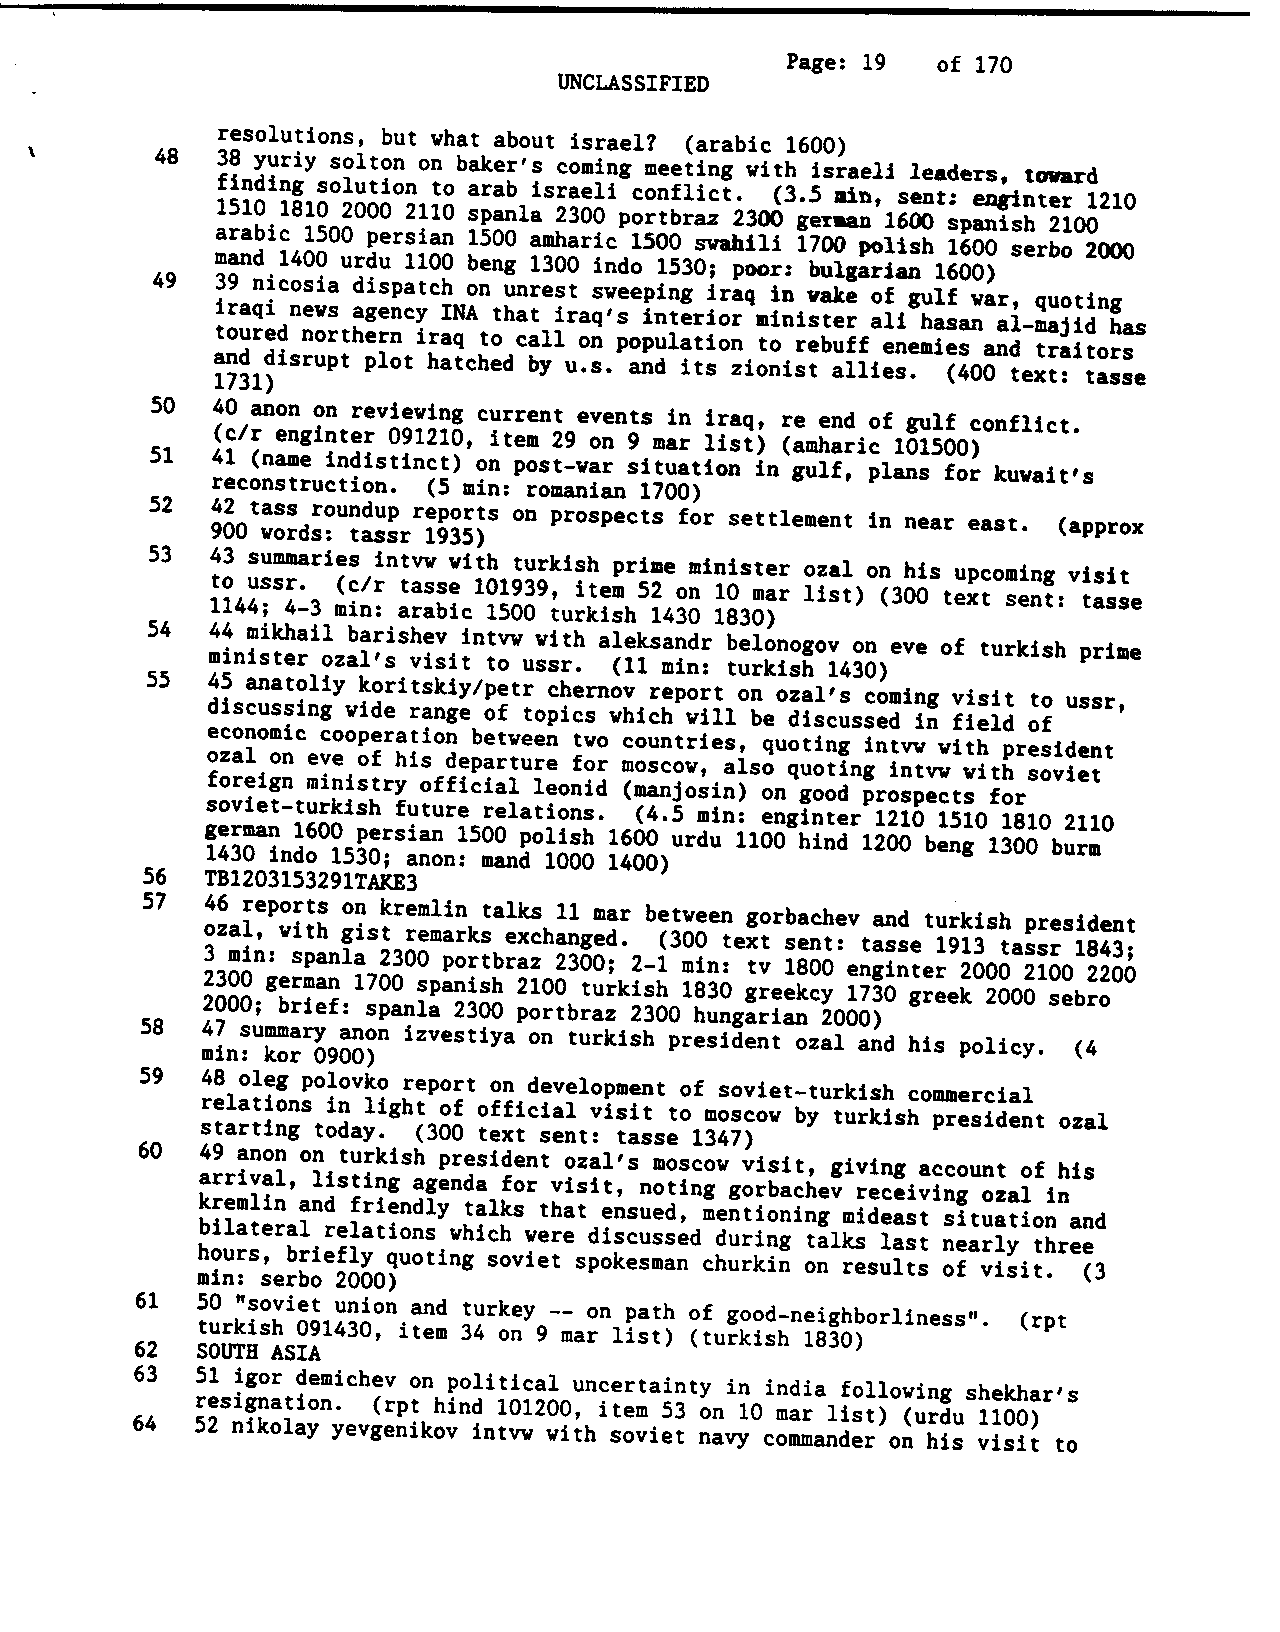 Page: 19 of 170
UNCLASSIFIED
resolutions, but what about israel? (arabic 1600)
48 38 yuriy solton on baker's coming meeting with israeli leaders, toward
finding solution to arab israeli conflict. (3.5 min, sent: enginter 1210
1510 1810 2000 2110 spanla 2300 portbraz 2300 german 1600 spanish 2100
arabic 1500 persian 1500 amharic 1500 swahili 1700 polish 1600 serbo 2000
mand 1400 urdu 1100 beng 1300 indo 1530; poor: bulgarian 1600)
49 39 nicosia dispatch on unrest sweeping iraq in wake of gulf war, quoting
iraqi news agency INA that iraq's interior minister ali hasan al-majid has
toured northern iraq to call on population to rebuff enemies and traitors
and disrupt plot hatched by u.s. and its zionist allies. (400 text: tasse
1731)
50 40 anon on reviewing current events in iraq, re end of gulf conflict.
(c/r enginter 091210, item 29 on 9 mar list) (amharic 101500)
51 41 (name indistinct) on post-war situation in gulf, plans for kuwait's
reconstruction. (5 min: romanian 1700)
52 42 tass roundup reports on prospects for settlement in near east. (approx
900 words: tassr 1935)
53 43 summaries intvw with turkish prime minister ozal on his upcoming visit
to ussr. (c/r tasse 101939, item 52 on 10 mar list) (300 text sent: tasse
1144; 4-3 min: arabic 1500 turkish 1430 1830)
54 44 mikhail barishev intvw with aleksandr belonogov on eve of turkish prime
minister ozal's visit to ussr. (11 min: turkish 1430)
55 45 anatoliy koritskiy/petr chernov report on ozal's coming visit to ussr,
discussing wide range of topics which will be discussed in field of
economic cooperation between two countries, quoting intvw with president
ozal on eve of his departure for moscow, also quoting intvw with soviet
foreign ministry official leonid (manjosin) on good prospects for
soviet-turkish future relations. (4.5 min: enginter 1210 1510 1810 2110
german 1600 persian 1500 polish 1600 urdu 1100 hind 1200 beng 1300 burm
1430 indo 1530; anon: mand 1000 1400)
56 TB1203153291TAKE3
57 46 reports on kremlin talks 11 mar between gorbachev and turkish president
ozal, with gist remarks exchanged. (300 text sent: tasse 1913 tassr 1843;
3 min: spanla 2300 portbraz 2300; 2-1 min: tv 1800 enginter 2000 2100 2200
2300 german 1700 spanish 2100 turkish 1830 greekcy 1730 greek 2000 sebro
2000; brief: spanla 2300 portbraz 2300 hungarian 2000)
58 47 summary anon izvestiya on turkish president ozal and his policy. (4
min: kor 0900)
59 48 oleg polovko report on development of soviet-turkish commercial
relations in light of official visit to moscow by turkish president ozal
starting today. (300 text sent: tasse 1347)
60 49 anon on turkish president ozal's moscow visit, giving account of his
arrival, listing agenda for visit, noting gorbachev receiving ozal in
kremlin and friendly talks that ensued, mentioning mideast situation and
bilateral relations which were discussed during talks last nearly three
hours, briefly quoting soviet spokesman churkin on results of visit. (3
min: serbo 2000)
61 50 "soviet union and turkey -- on path of good-neighborliness". (rpt
turkish 091430, item 34 on 9 mar list) (turkish 1830)
62 SOUTH ASIA
63 51 igor demichev on political uncertainty in india following shekhar's
resignation. (rpt hind 101200, item 53 on 10 mar list) (urdu 1100)
64 52 nikolay yevgenikov intvw with soviet navy commander on his visit to